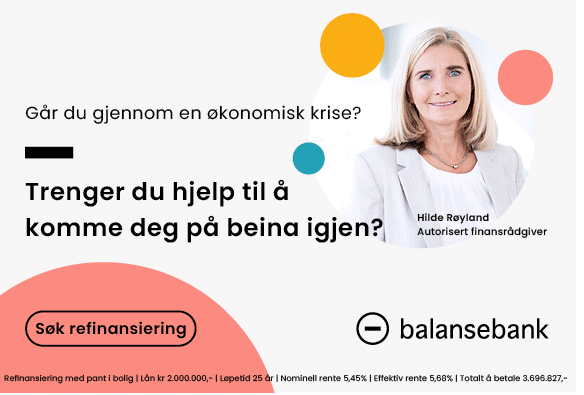 Går du gjennom en økonomisk krise?
Trenger du hjelp til å
komme deg på beina igjen?
Hilde Røyland
Autorisert finansrådgiver
Søk refinansiering
balansebank
Refinansiering med pant i bolig | Lån kr 2.000.000,- | Løpetid 25 år | Nominell rente 5,45% | Effektiv rente 5,68% | Totalt å betale 3.696.827,-